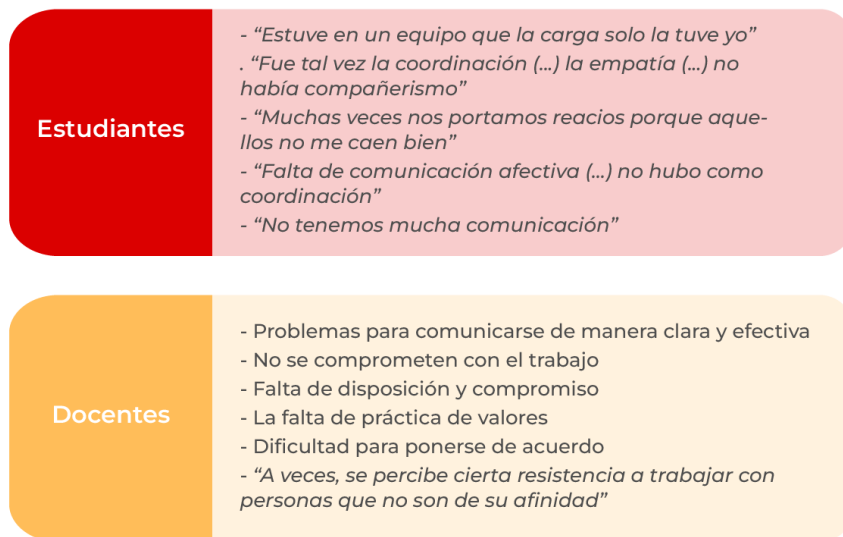 Estudiantes
- “Estuve en un equipo que la carga solo la tuve yo”
. “Fue tal vez la coordinación (...) la empatía (...) no
había compañerismo”
- “Muchas veces nos portamos reacios porque aque-
llos no me caen bien”
- “Falta de comunicación afectiva (...) no hubo como
coordinación”
- “No tenemos mucha comunicación”
Docentes
- Problemas para comunicarse de manera clara y efectiva
- No se comprometen con el trabajo
- Falta de disposición y compromiso
- La falta de práctica de valores
- Dificultad para ponerse de acuerdo
- “A veces, se percibe cierta resistencia a trabajar con
personas que no son de su afinidad”